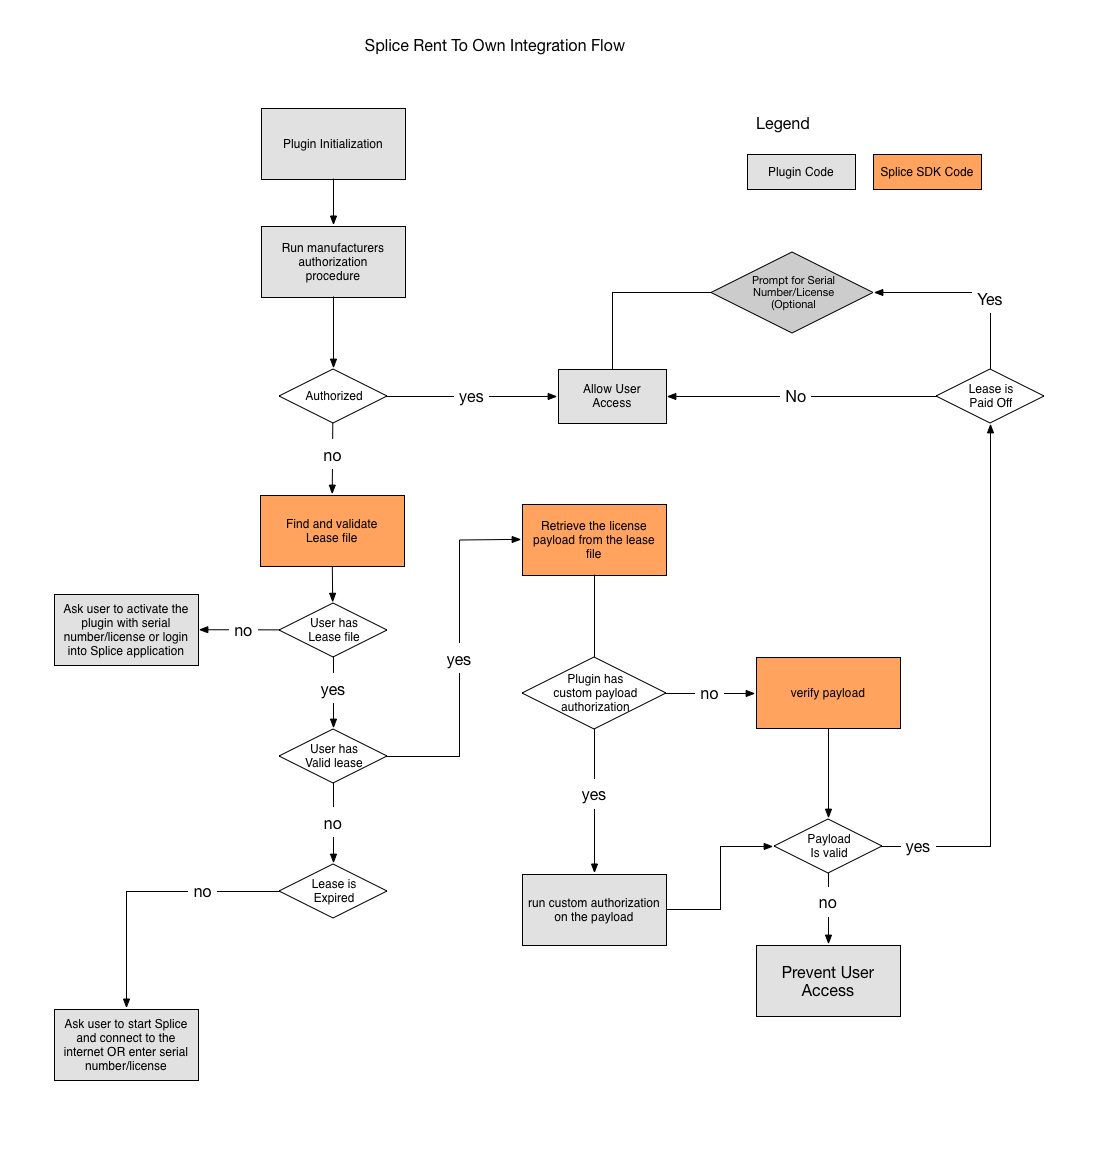 Splice Rent To Own Integration Flow
Legend
Plugin Code
Splice SDK Code
Plugin Initialization
Run manufacturers
authorization
procedure
Prompt for Serial
Number/License
(Optional
Yes
Authorized
yes
Allow User
Access
No
Lease is
Paid Off
no
Find and validate
Lease file
Retrieve the license
payload from the lease
file
Ask user to activate the
plugin with serial
number/license or login
into Splice application
no
User has
Lease file
yes
yes
Plugin has
custom payload
authorization
no
verify payload
User has
Valid lease
no
yes
Payload
Is valid
yes
Lease is
Expired
no
run custom authorization
on the payload
no
Prevent User
Access
Ask user to start Splice
and connect to the
internet OR enter serial
number/license